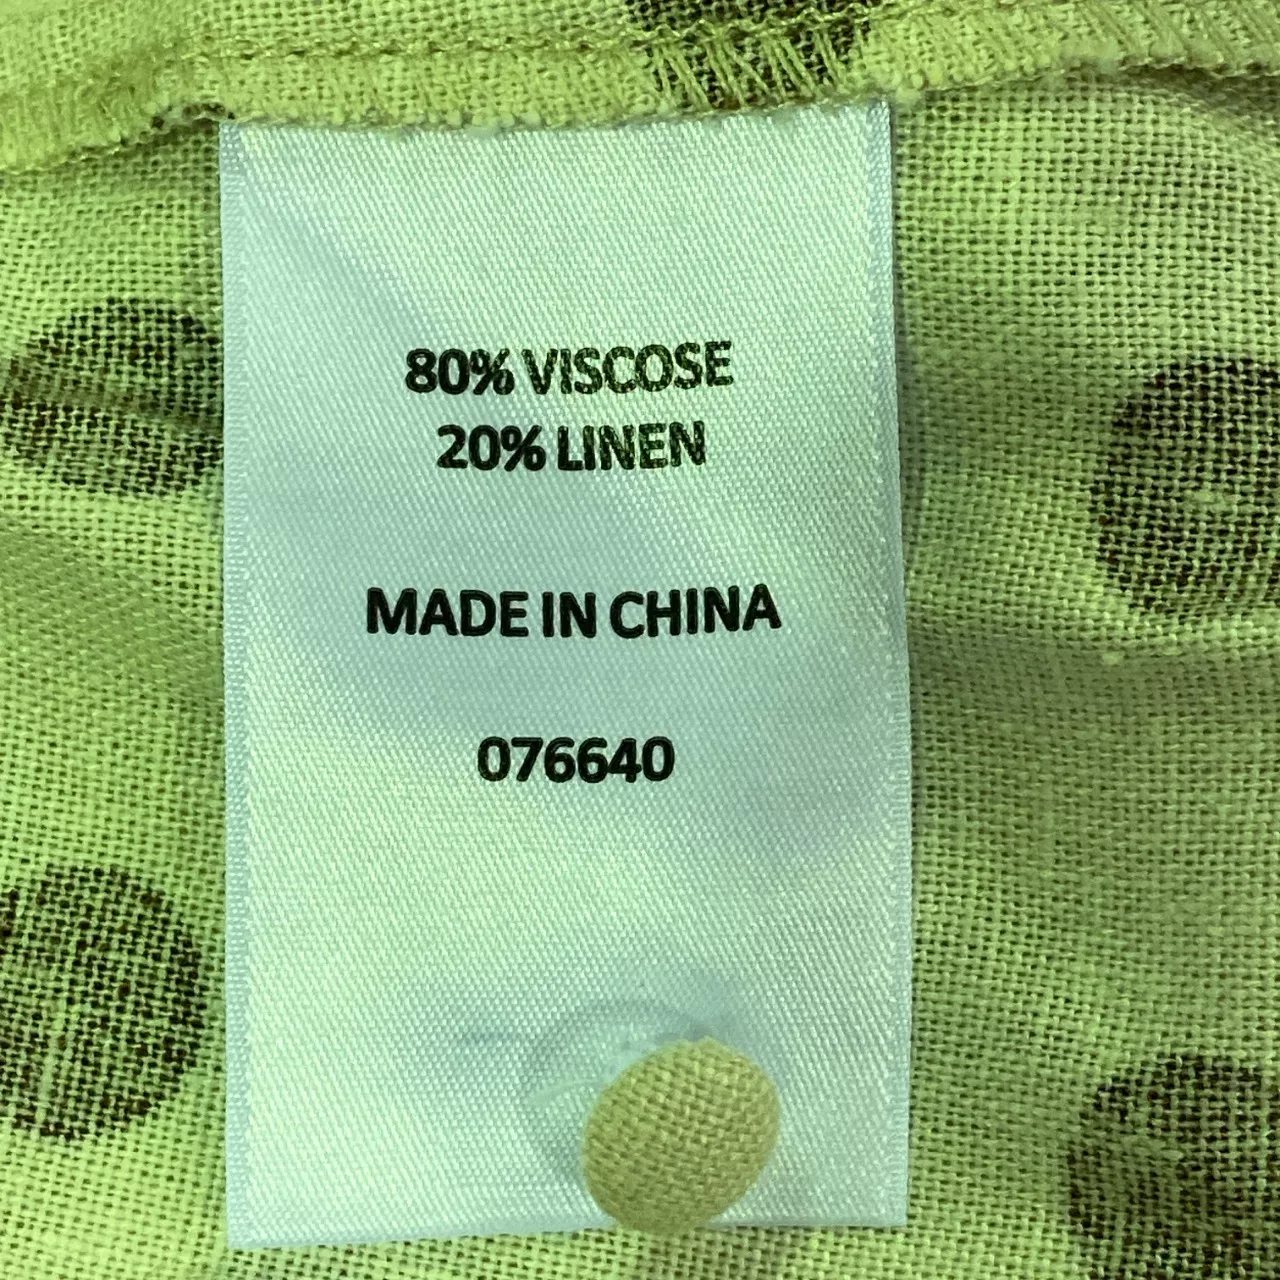 80% VISCOSE
20% LINEN
MADE IN CHINA
076640